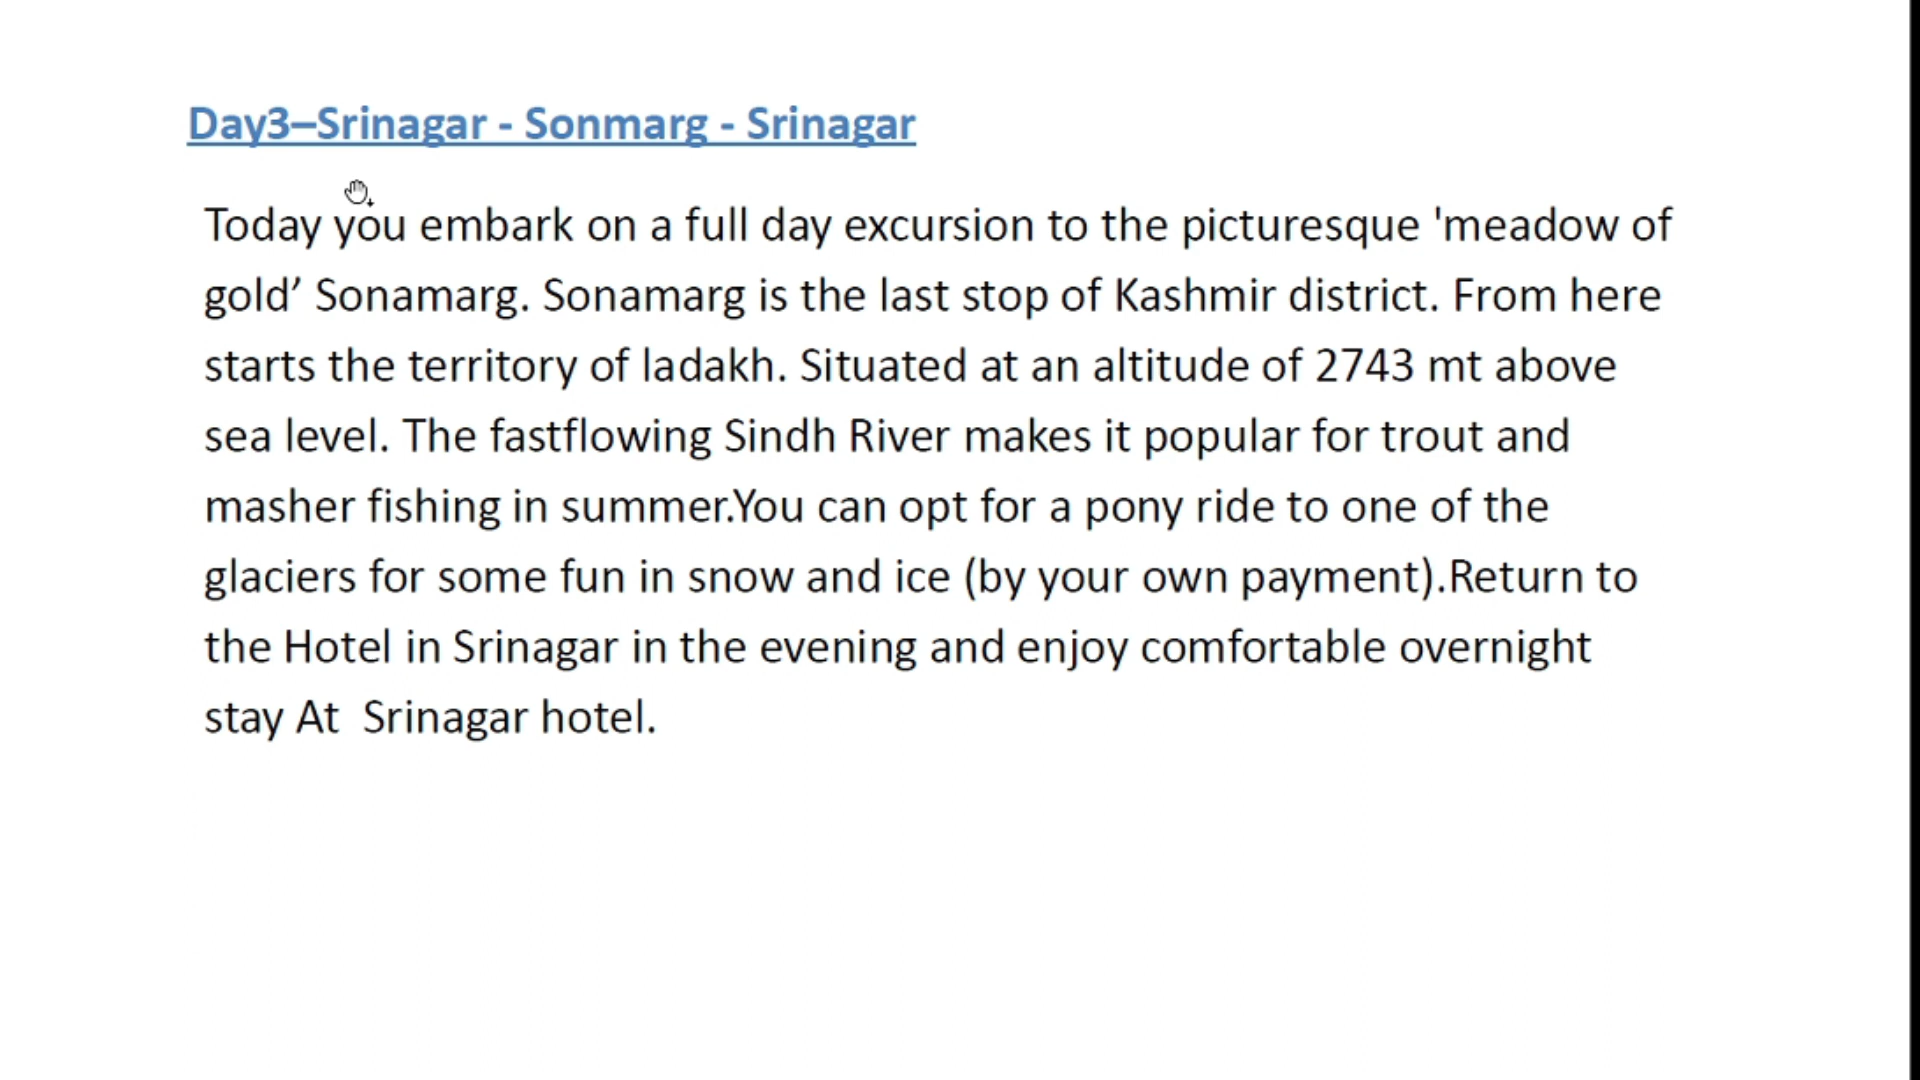 Day3–Srinagar - Sonmarg - Srinagar
Today you embark on a full day excursion to the picturesque 'meadow of
gold’ Sonamarg. Sonamarg is the last stop of Kashmir district. From here
starts the territory of ladakh. Situated at an altitude of 2743 mt above
sea level. The fastflowing Sindh River makes it popular for trout and
masher fishing in summer.You can opt for a pony ride to one of the
glaciers for some fun in snow and ice (by your own payment).Return to
the Hotel in Srinagar in the evening and enjoy comfortable overnight
stay At  Srinagar hotel.